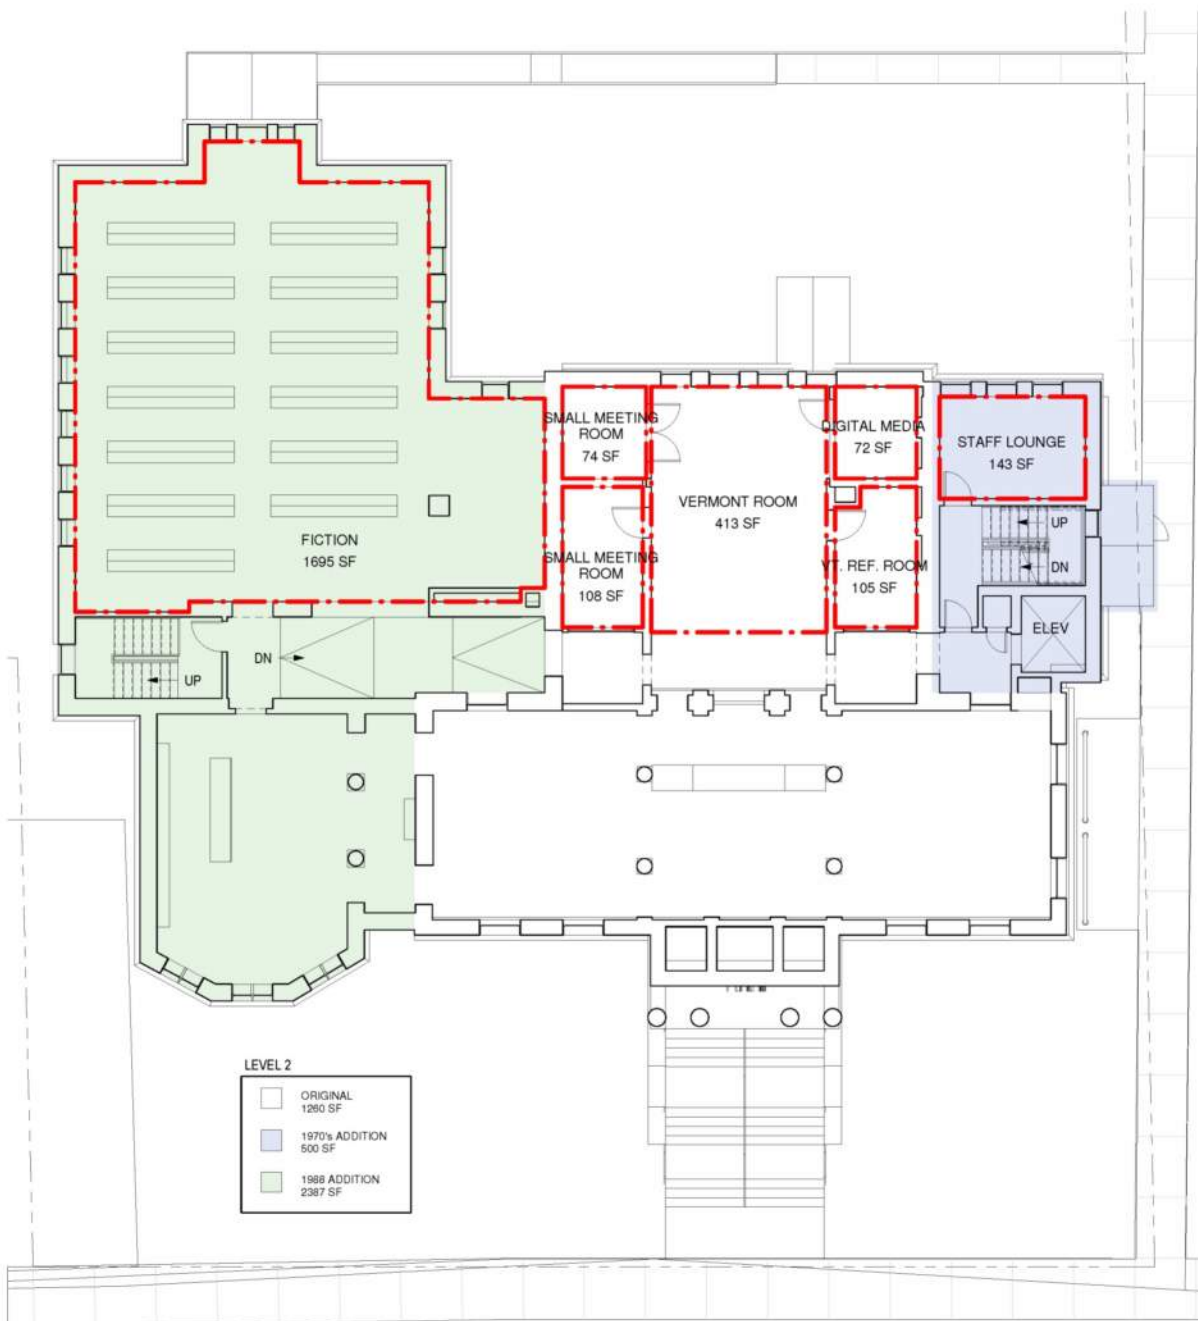 SMALL MEETING
ROOM
74 SF
DIGITAL MEDIA
72 SF
STAFF LOUNGE
143 SF
VERMONT ROOM
413 SF
UP
FICTION
1695 SF
SMALL MEETING
ROOM
108 SF
VT. REF. ROOM
105 SF
DN
ELEV
DN
UP
LEVEL 2
ORIGINAL
1260 SF
1970's ADDITION
500 SF
1988 ADDITION
2387 SF